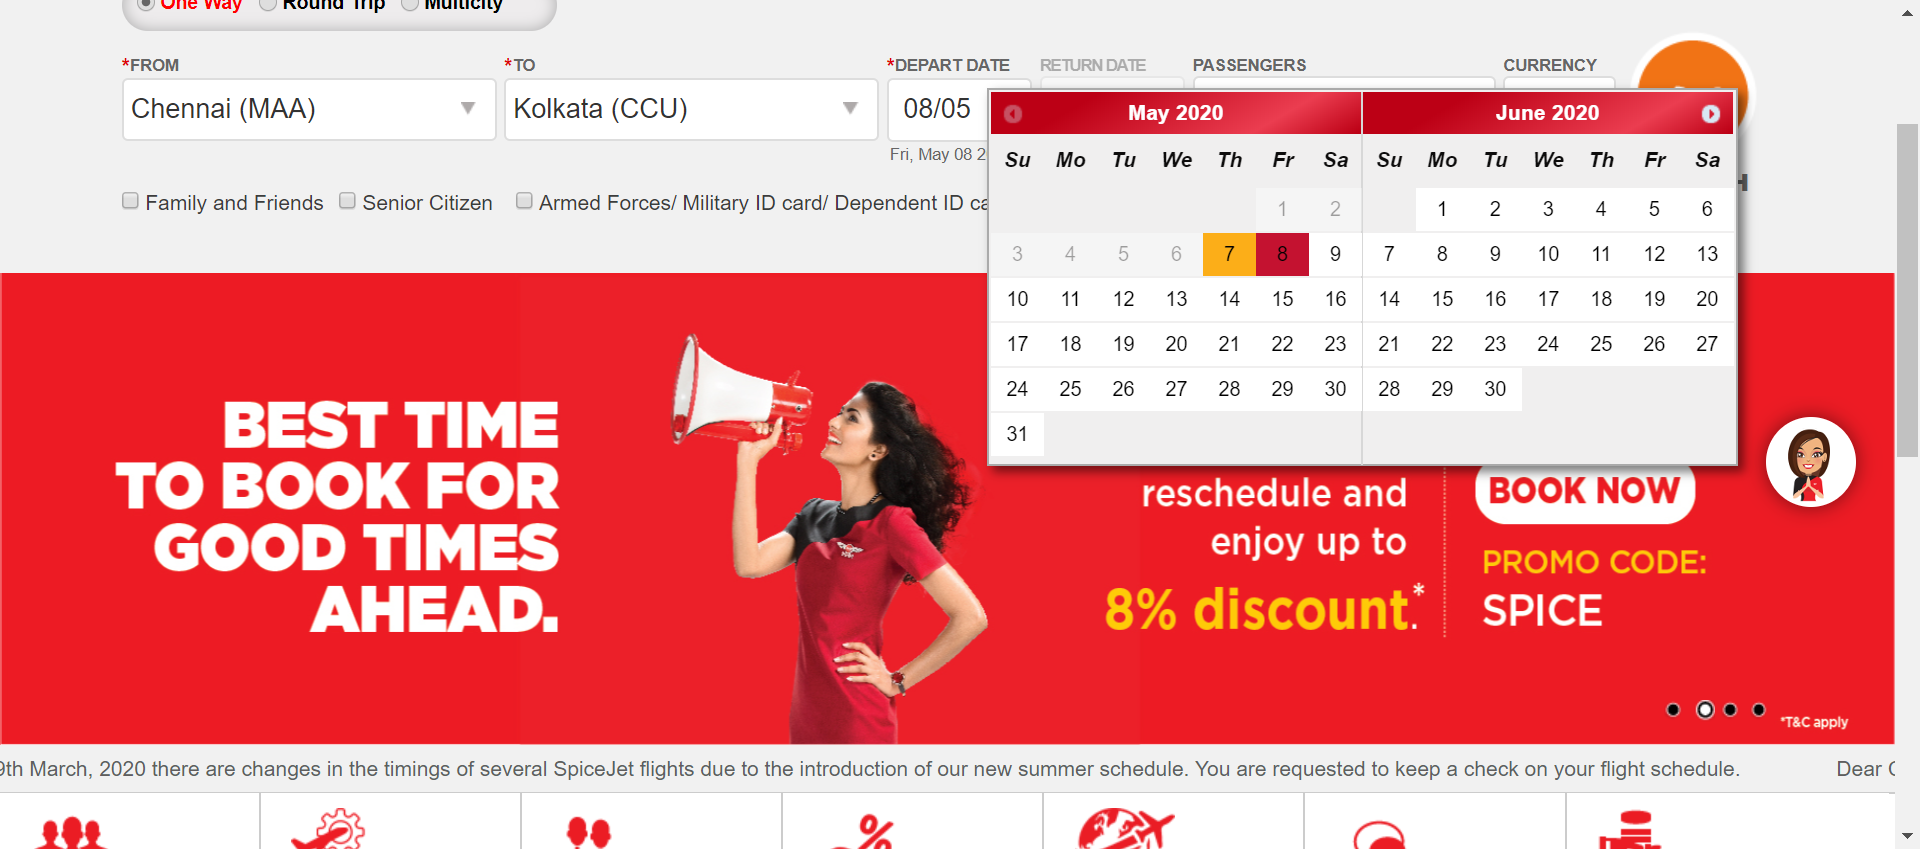 One Way Round Trip Multicity
*FROM *TO *DEPART DATE RETURN DATE PASSENGERS CURRENCY
Chennai (MAA) Kolkata (CCU) 08/05
Fri, May 08 2
Family and Friends Senior Citizen Armed Forces/ Military ID card/ Dependent ID ca
May 2020 June 2020
Su Mo Tu We Th Fr Sa Su Mo Tu We Th Fr Sa
1 2 1 2 3 4 5 6
3 4 5 6 7 8 9 7 8 9 10 11 12 13
10 11 12 13 14 15 16 14 15 16 17 18 19 20
17 18 19 20 21 22 23 21 22 23 24 25 26 27
24 25 26 27 28 29 30 28 29 30
31
BEST TIME
TO BOOK FOR
GOOD TIMES
AHEAD.
reschedule and
enjoy up to
8% discount.*
BOOK NOW
PROMO CODE:
SPICE
*T&C apply
9th March, 2020 there are changes in the timings of several SpiceJet flights due to the introduction of our new summer schedule. You are requested to keep a check on your flight schedule. Dear